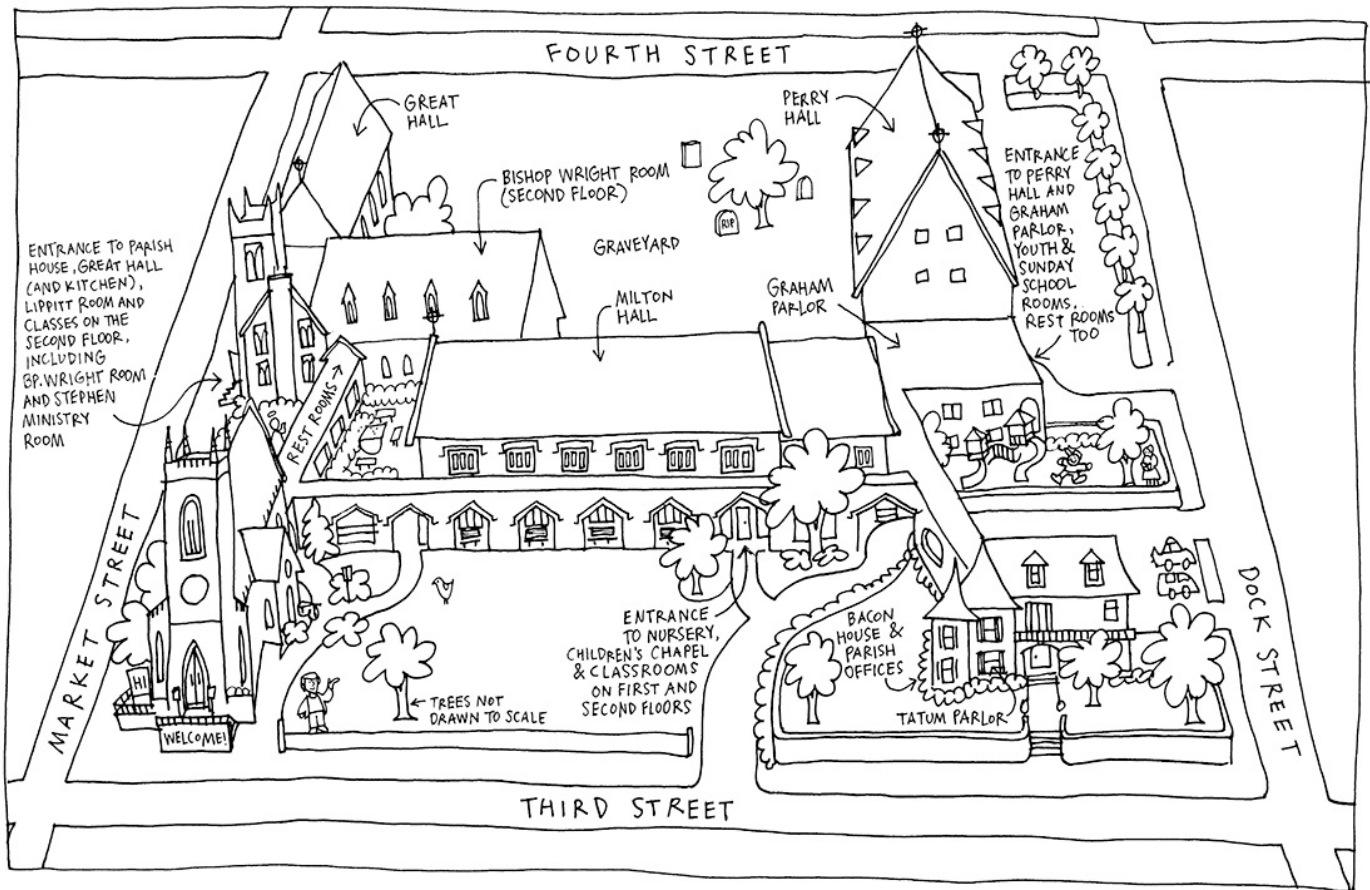 FOURTH STREET
GREAT
HALL
PERRY
HALL
BISHOP WRIGHT ROOM
(SECOND FLOOR)
ENTRANCE
TO PERRY
HALL AND
GRAHAM
PARLOR,
YOUTH &
SUNDAY
SCHOOL
ROOMS.
REST ROOMS
TOO
RIP
GRAVEYARD
ENTRANCE TO PARISH
HOUSE, GREAT HALL
(AND KITCHEN),
LIPPITT ROOM AND
CLASSES ON THE
SECOND FLOOR,
INCLUDING
BP. WRIGHT ROOM
AND STEPHEN
MINISTRY
ROOM
MILTON
HALL
GRAHAM
PARLOR
REST ROOMS
MARKET STREET
DOCK STREET
ENTRANCE
TO NURSERY,
CHILDREN'S CHAPEL
& CLASSROOMS
ON FIRST AND
SECOND FLOORS
BACON
HOUSE &
PARISH
OFFICES
TATUM PARLOR
HI
TREES NOT
DRAWN TO SCALE
WELCOME!
THIRD STREET